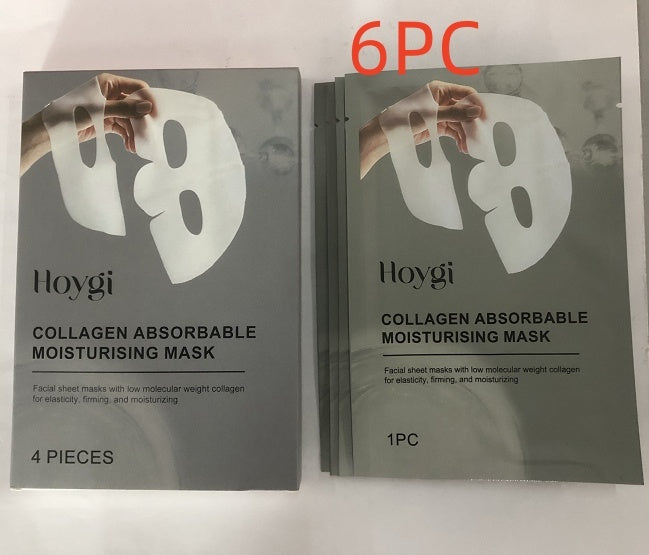 6PC
Hoygi
COLLAGEN ABSORBABLE
MOISTURISING MASK
Facial sheet masks with low molecular weight collagen
for elasticity, firming, and moisturizing
4 PIECES
Hoygi
COLLAGEN ABSORBABLE
MOISTURISING MASK
Facial sheet masks with low molecular weight collagen
for elasticity, firming, and moisturizing
1PC